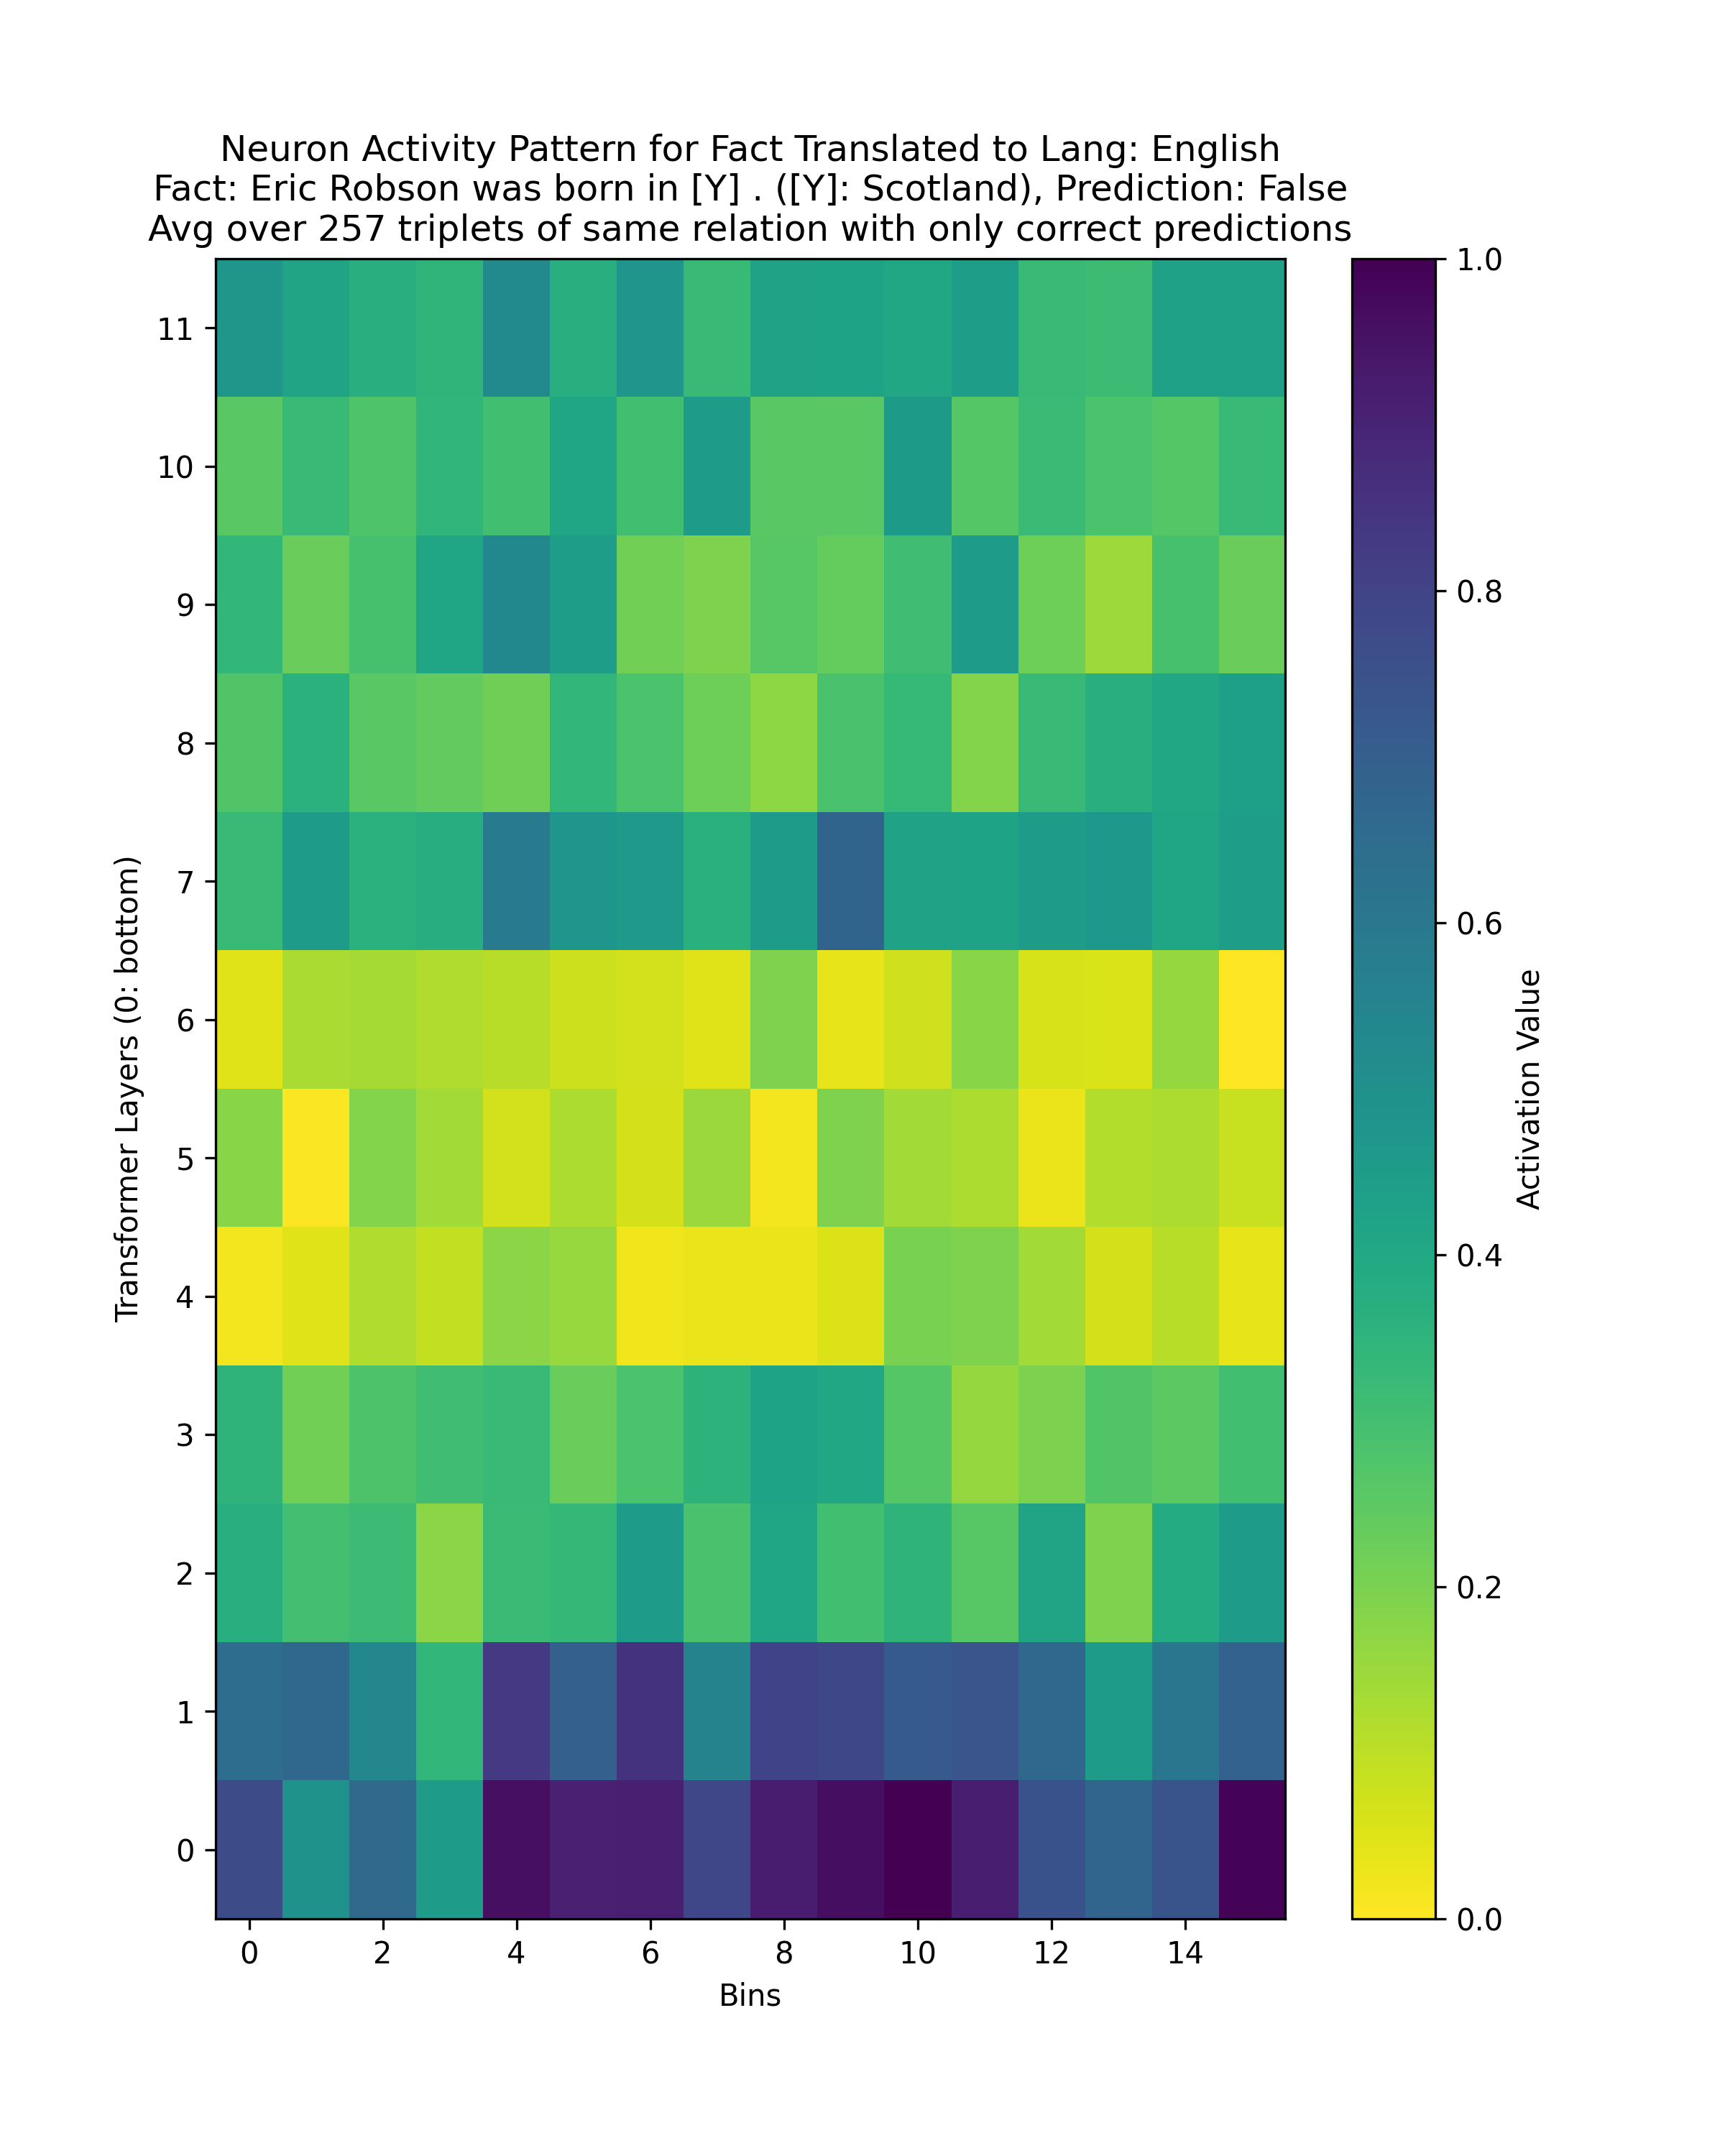 Neuron Activity Pattern for Fact Translated to Lang: English
Fact: Eric Robson was born in [Y] . ([Y]: Scotland), Prediction: False
Avg over 257 triplets of same relation with only correct predictions
Transformer Layers (0: bottom)
11
10
9
8
7
6
5
4
3
2
1
0
0 2 4 6 8 10 12 14
Bins
1.0
0.8
0.6
0.4
0.2
0.0
Activation Value